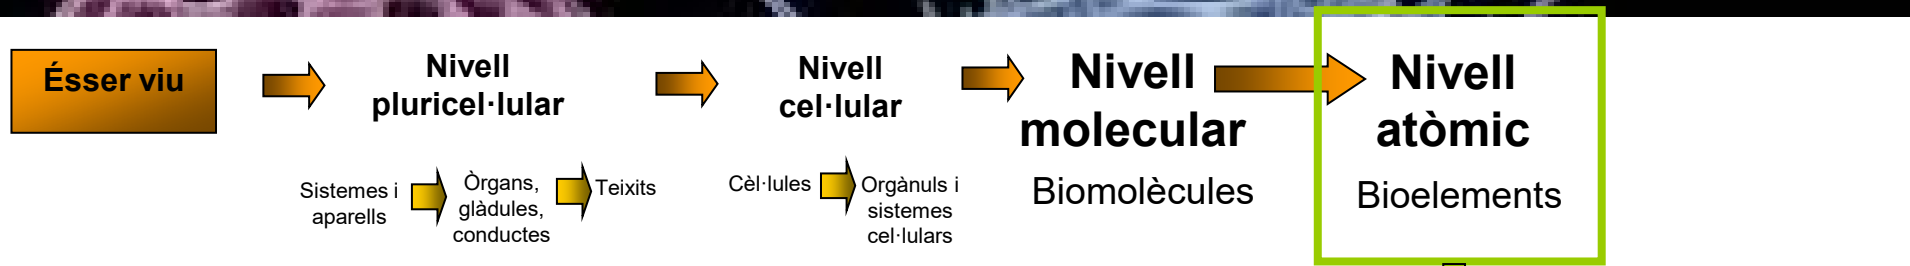 Ésser viu
Nivell
pluricel·lular
Sistemes i
aparells
Òrgans,
glàdules,
conductes
Teixits
Nivell
cel·lular
Cèl·lules
Orgànuls i
sistemes
cel·lulars
Nivell
molecular
Biomolècules
Nivell
atòmic
Bioelements